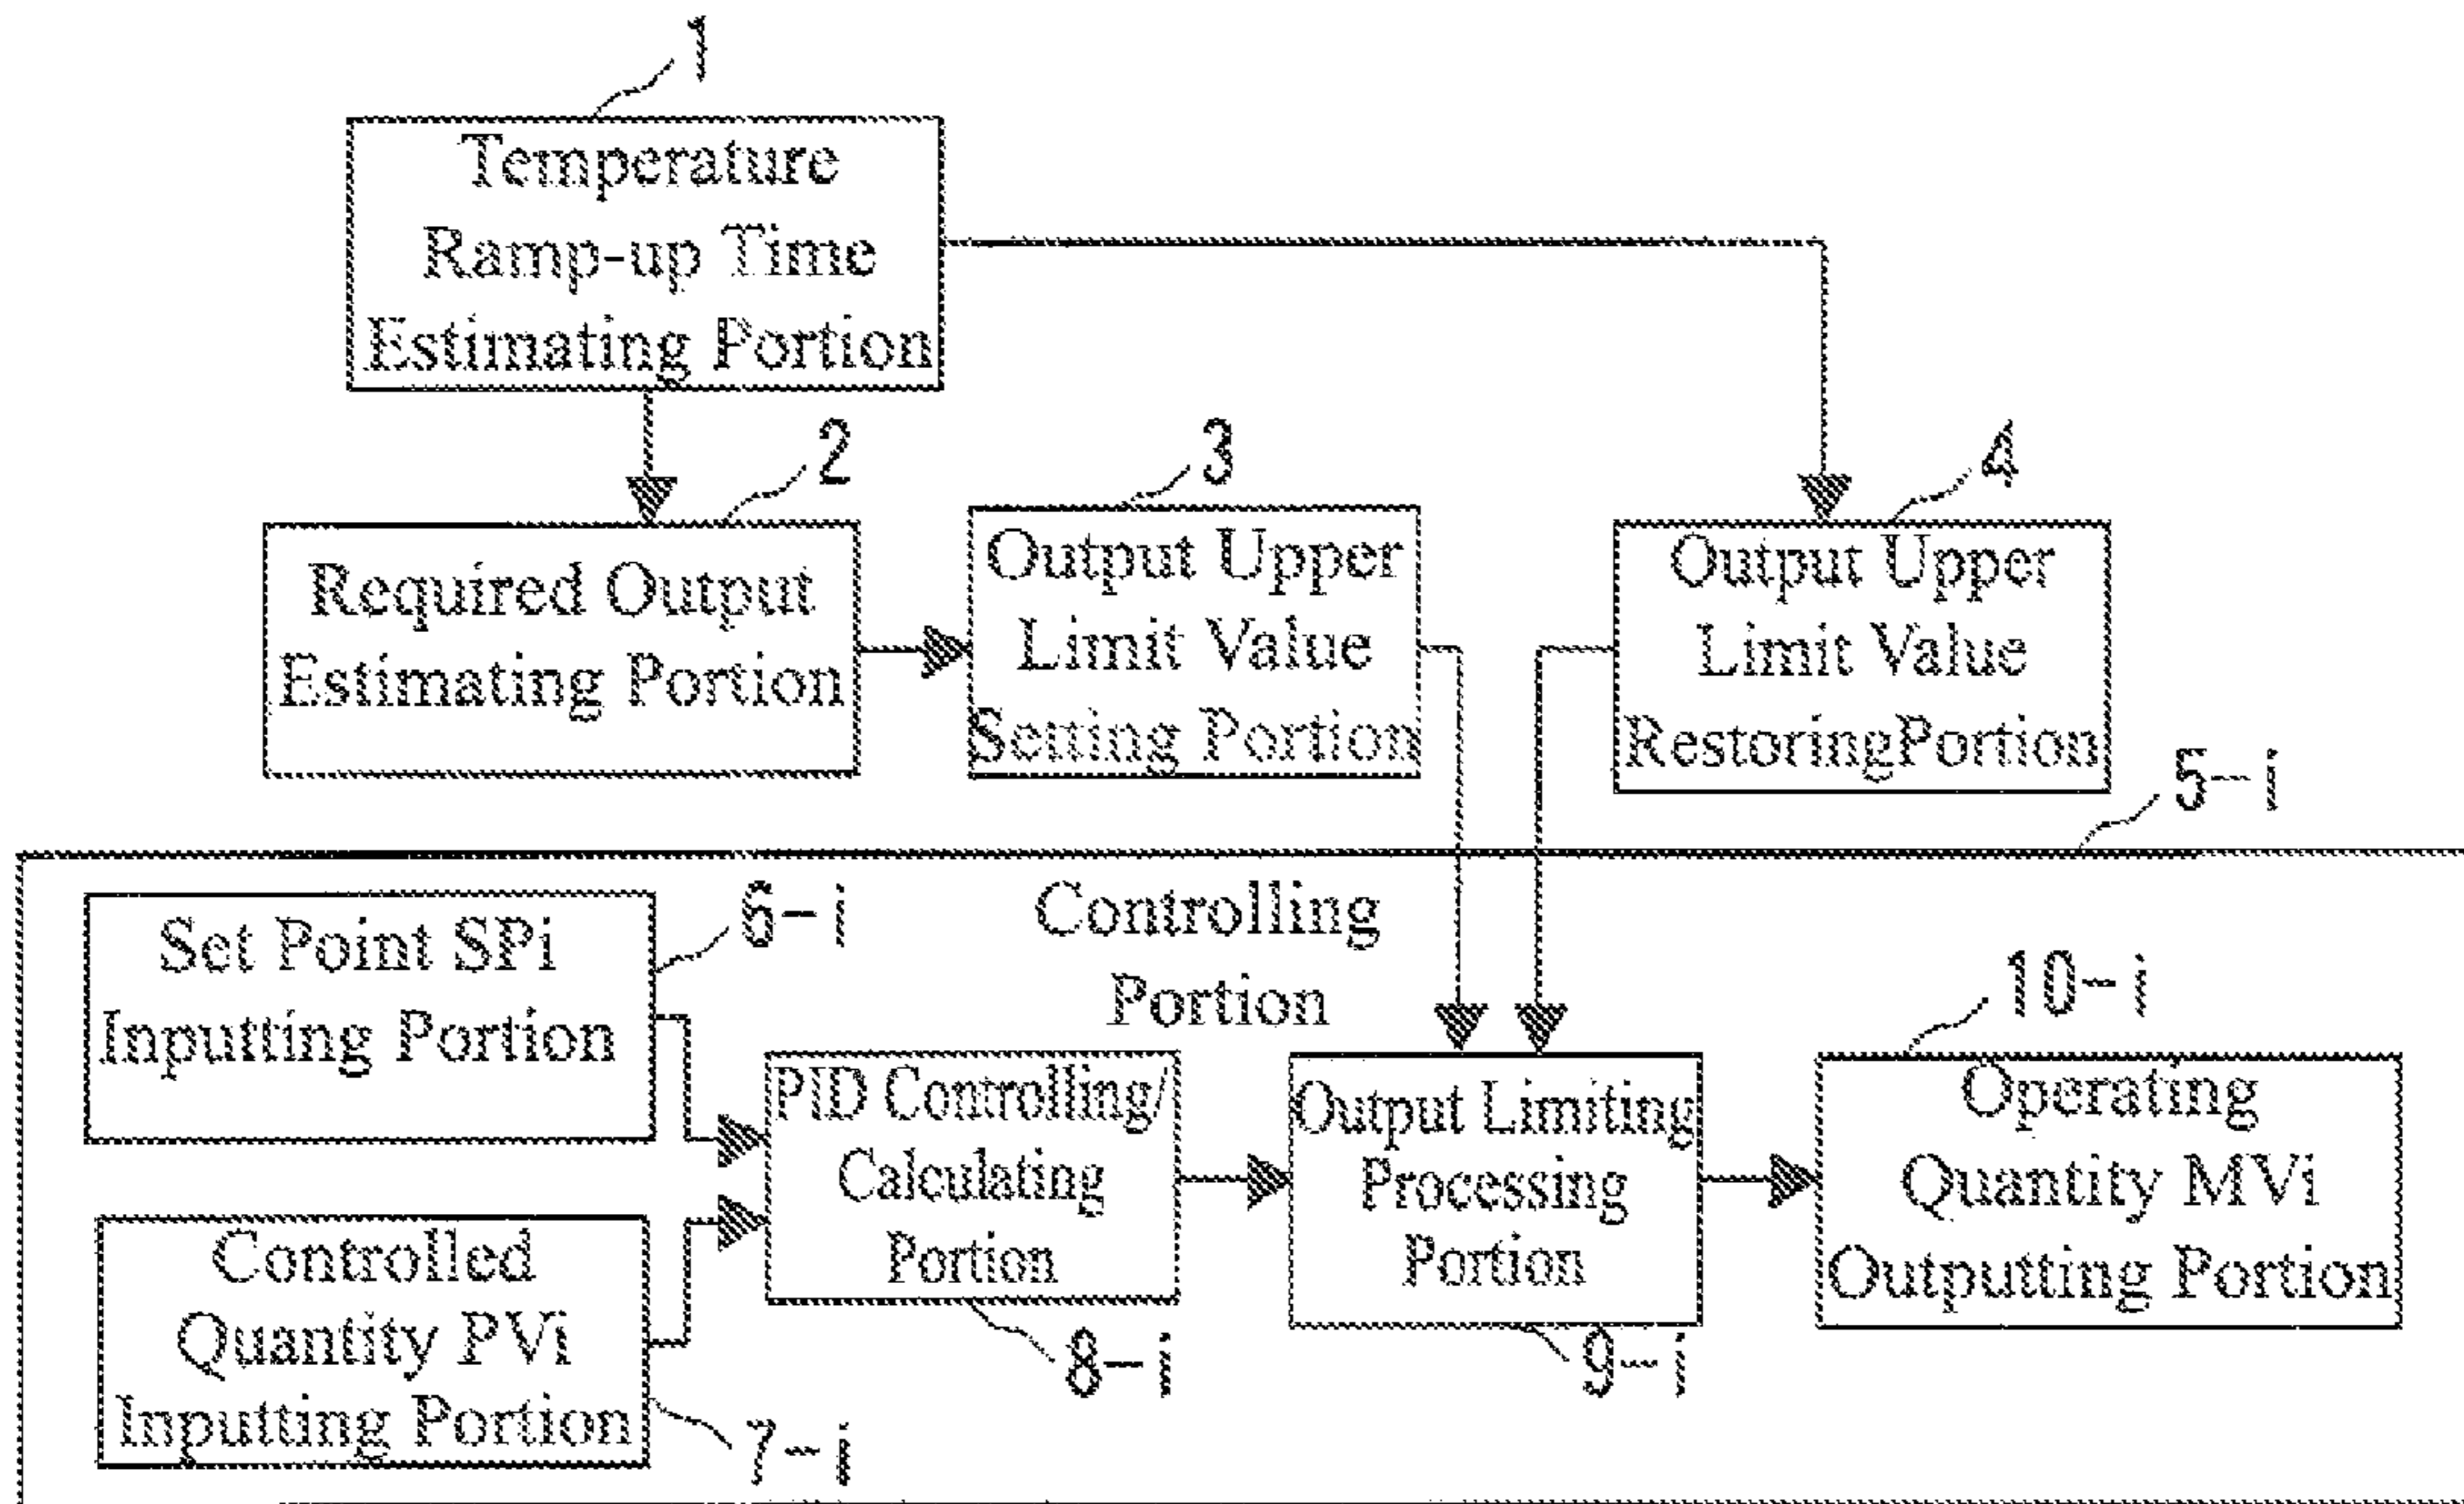 1
Temperature
Ramp-up Time
Estimating Portion
2
Required Output
Estimating Portion
3
Output Upper
Limit Value
Setting Portion
4
Output Upper
Limit Value
RestoringPortion
5-i
Controlling
Portion
6-i
Set Point SPi
Inputting Portion
Controlled
Quantity PVi
Inputting Portion
7-i
PID Controlling/
Calculating
Portion
8-i
Output Limiting
Processing
Portion
9-i
10-i
Operating
Quantity MVi
Outputting Portion